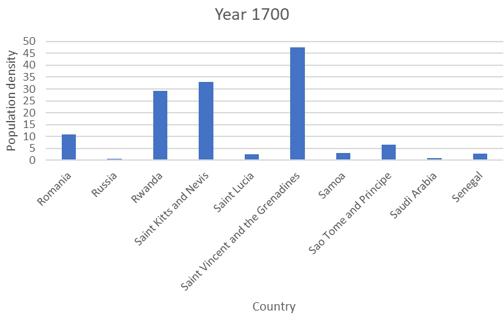 Year 1700
Population density
50
45
40
35
30
25
20
15
10
5
0
Romania
Russia
Rwanda
Saint Kitts and Nevis
Saint Lucia
Saint Vincent and the Grenadines
Samoa
Sao Tome and Principe
Saudi Arabia
Senegal
Country